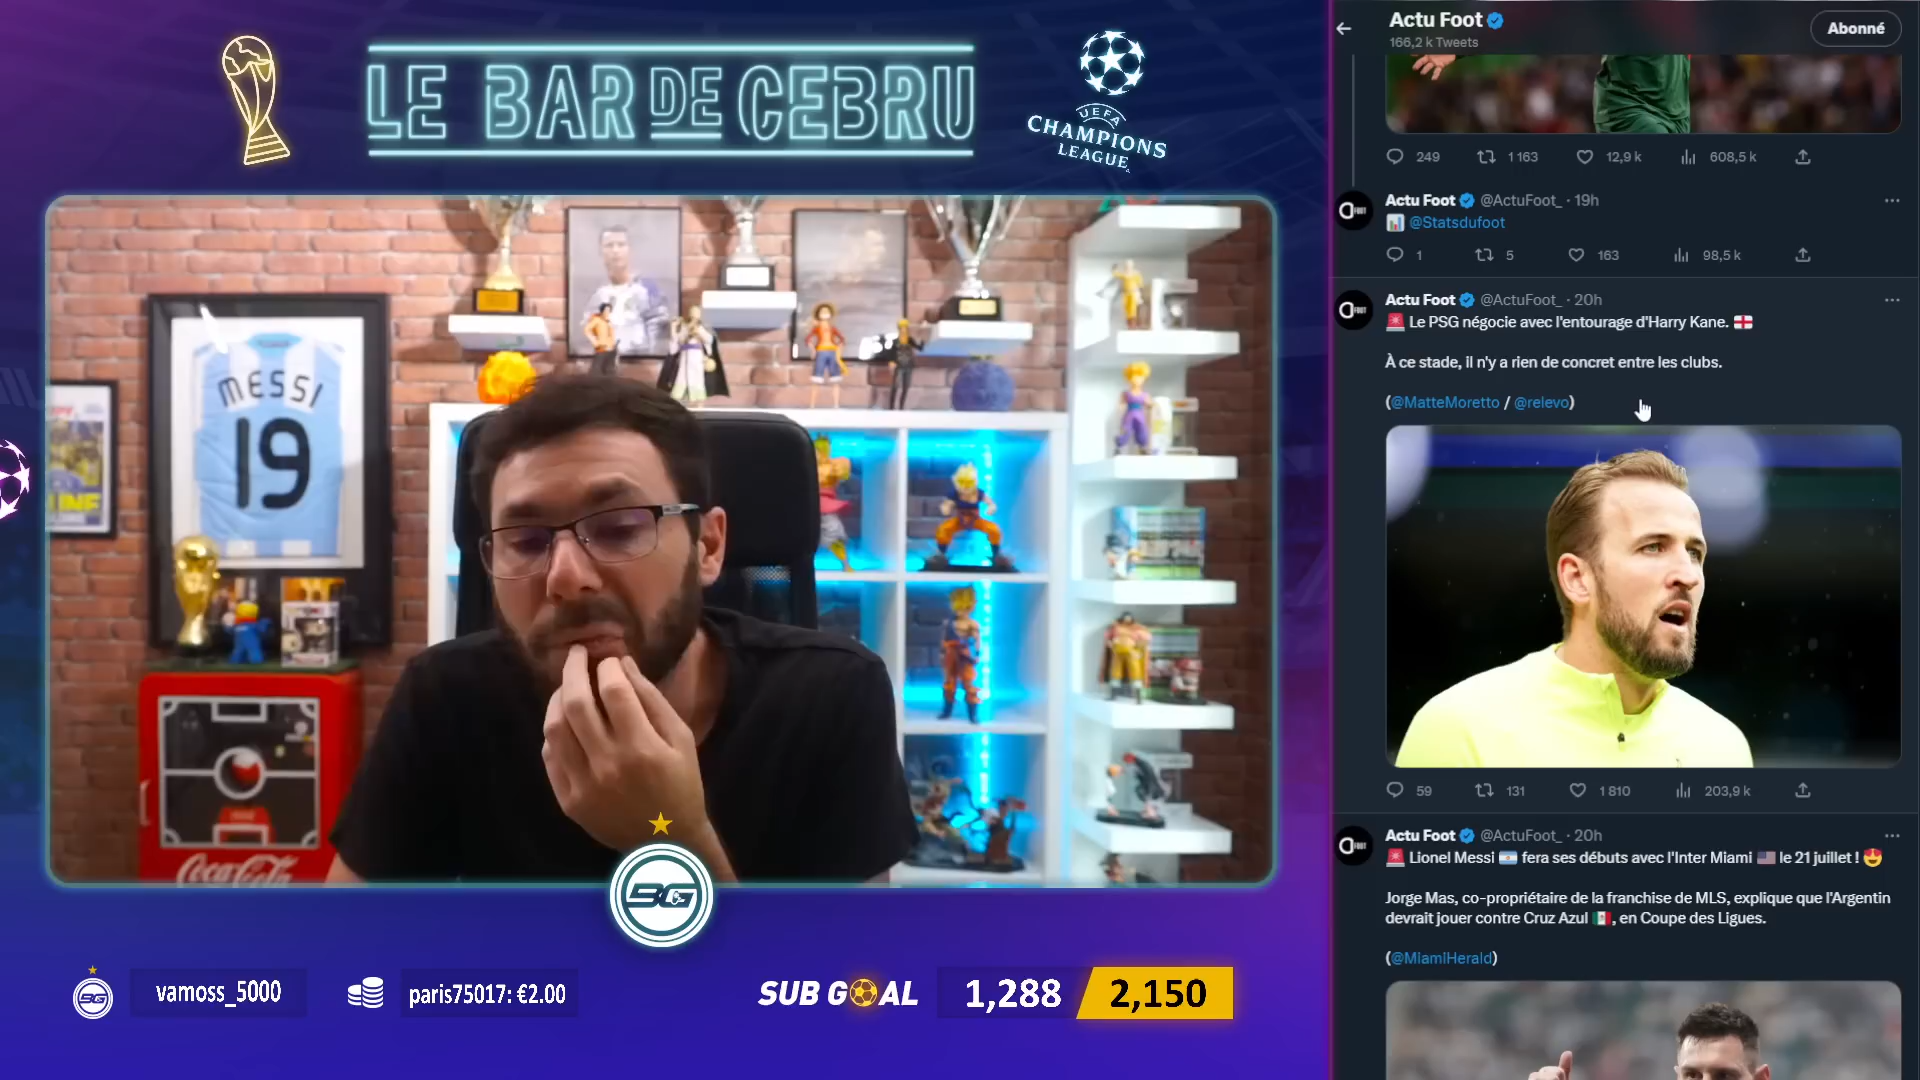 LE BAR DE CEBRU
UEFA
CHAMPIONS
LEAGUE
MESSI
19
Coca-Cola
BG
BG
vamoss_5000
paris75017: €2.00
SUB GOAL
1,288
2,150
Actu Foot
166,2 k Tweets
Abonné
249 1 163 12,9 k 608,5 k
Actu Foot @ActuFoot_ · 19h
@Statsdufoot
1 5 163 98,5 k
Actu Foot @ActuFoot_ · 20h
Le PSG négocie avec l'entourage d'Harry Kane.
À ce stade, il n'y a rien de concret entre les clubs.
(@MatteMoretto / @relevo)
59 131 1 810 203,9 k
Actu Foot @ActuFoot_ · 20h
Lionel Messi fera ses débuts avec l'Inter Miami le 21 juillet !
Jorge Mas, co-propriétaire de la franchise de MLS, explique que l'Argentin
devrait jouer contre Cruz Azul, en Coupe des Ligues.
(@MiamiHerald)